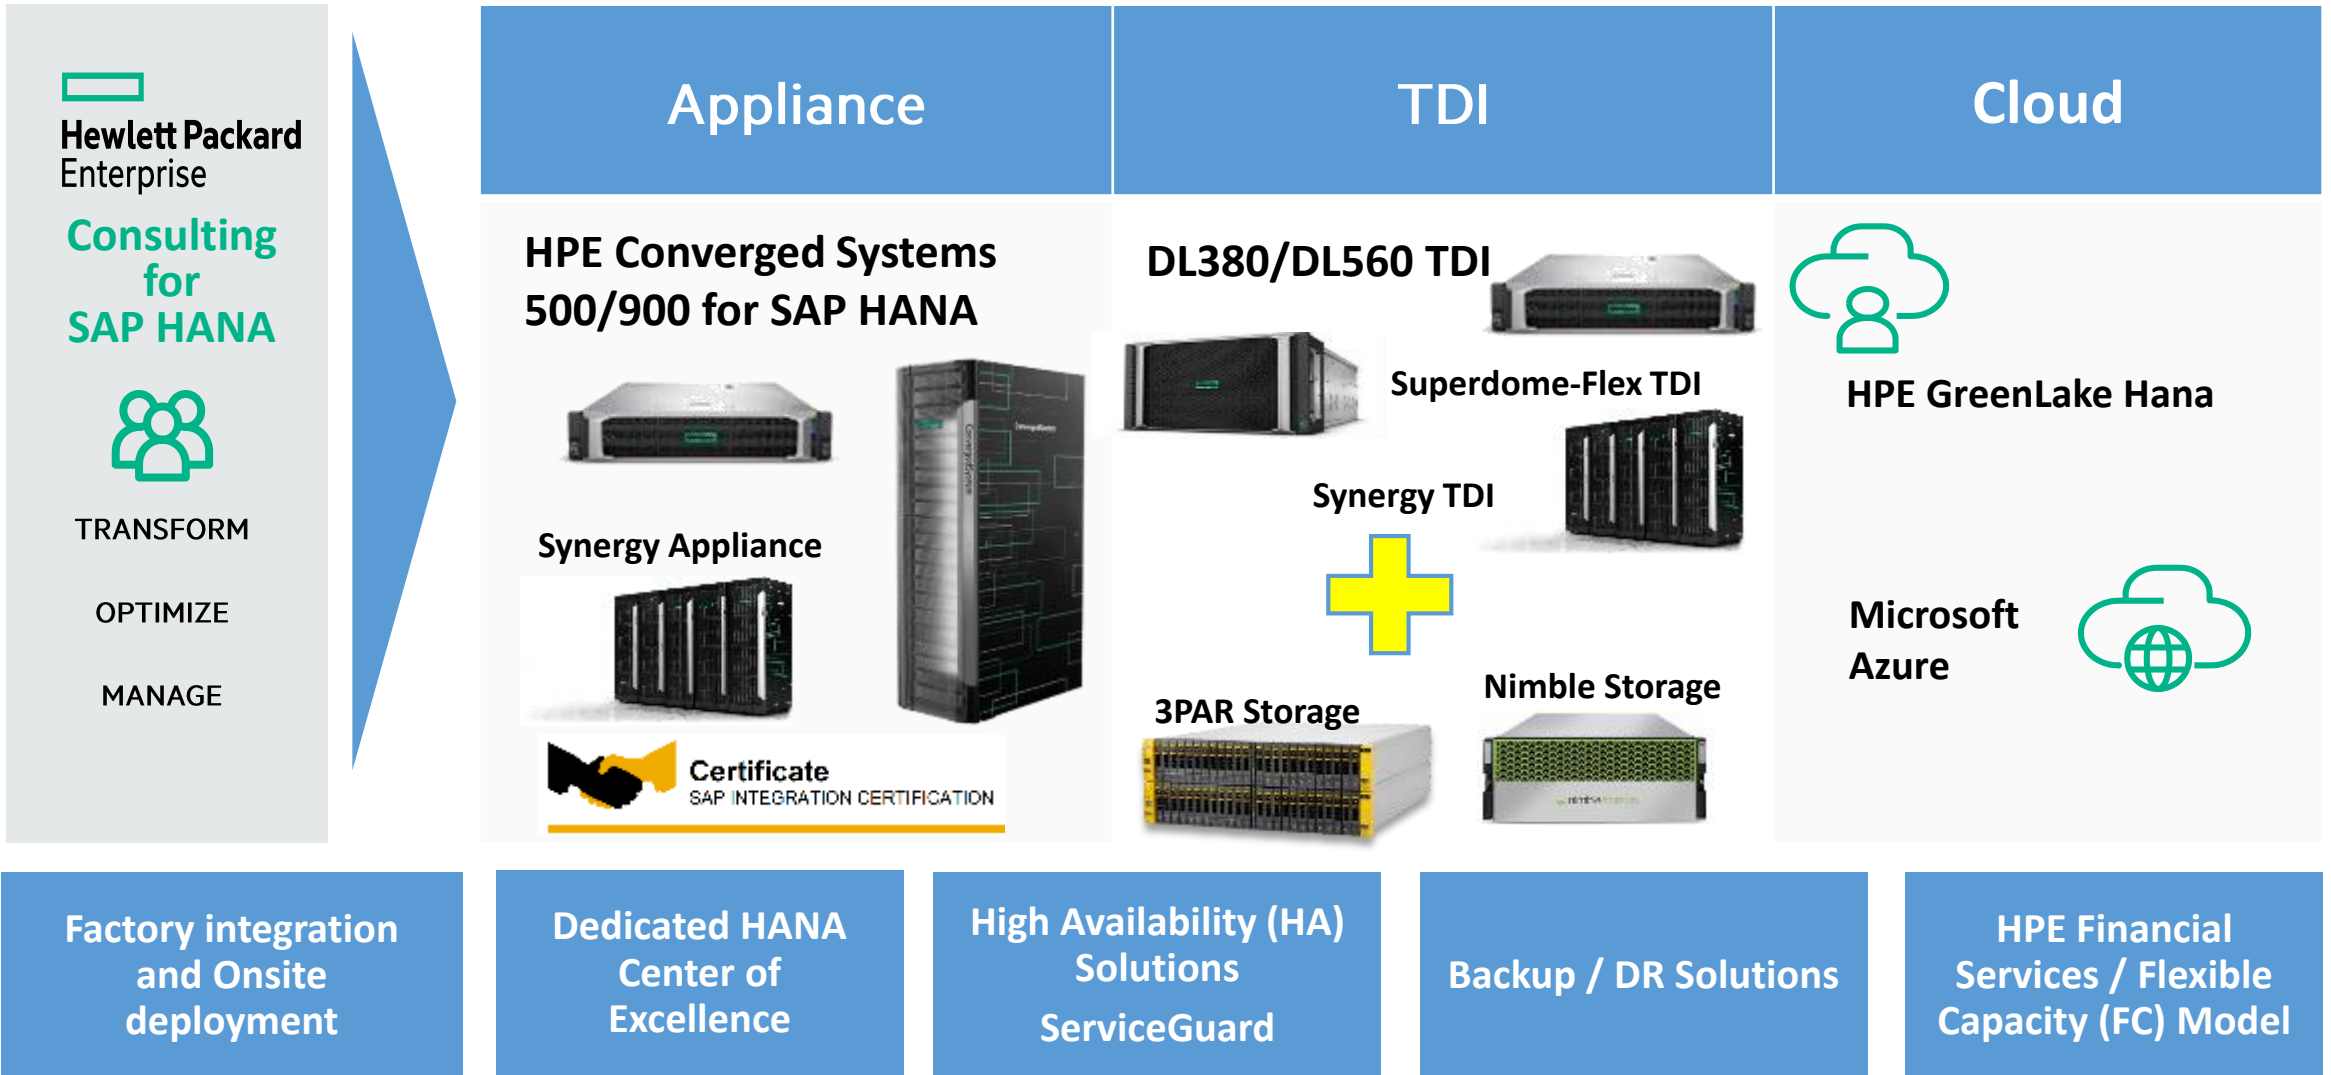 Hewlett Packard
Enterprise
Consulting
for
SAP HANA
TRANSFORM
OPTIMIZE
MANAGE
Appliance
TDI
Cloud
HPE Converged Systems
500/900 for SAP HANA
Synergy Appliance
Certificate
SAP INTEGRATION CERTIFICATION
DL380/DL560 TDI
Superdome-Flex TDI
Synergy TDI
3PAR Storage
Nimble Storage
HPE GreenLake Hana
Microsoft
Azure
Factory integration
and Onsite
deployment
Dedicated HANA
Center of
Excellence
High Availability (HA)
Solutions
ServiceGuard
Backup / DR Solutions
HPE Financial
Services / Flexible
Capacity (FC) Model